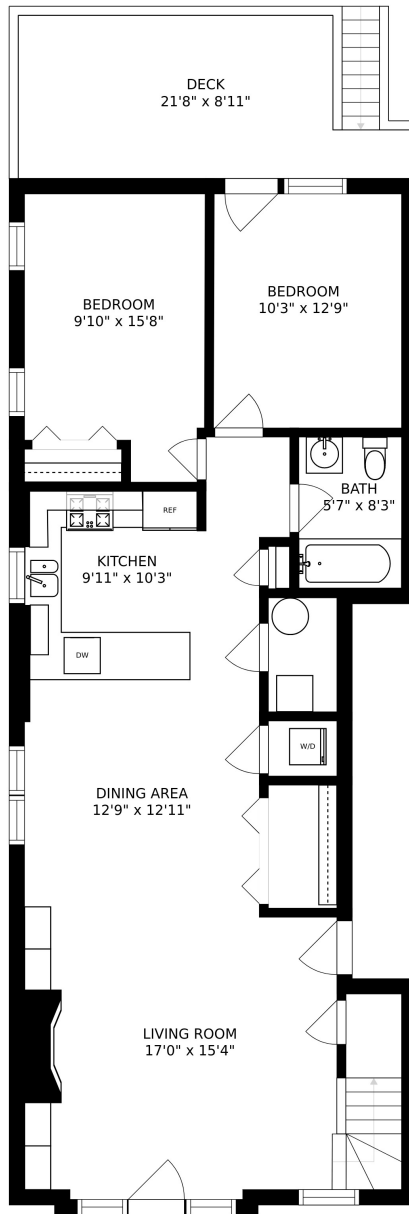 DECK
21'8" x 8'11"
BEDROOM
9'10" x 15'8"
BEDROOM
10'3" x 12'9"
BATH
5'7" x 8'3"
REF
KITCHEN
9'11" x 10'3"
DW
W/D
DINING AREA
12'9" x 12'11"
LIVING ROOM
17'0" x 15'4"